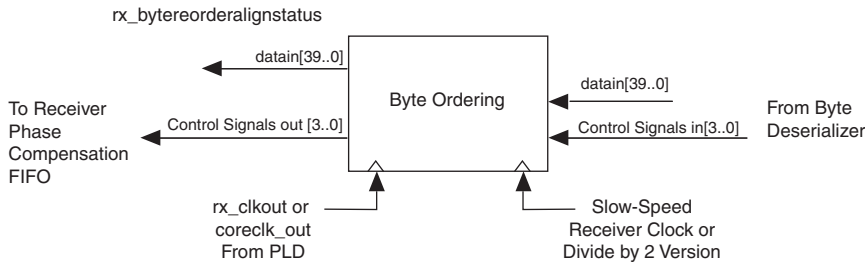 rx_bytereorderalignstatus
datain[39..0]
Byte Ordering
datain[39..0]
To Receiver
Phase
Compensation
FIFO
Control Signals out [3..0]
Control Signals in[3..0]
From Byte
Deserializer
rx_clkout or
coreclk_out
From PLD
Slow-Speed
Receiver Clock or
Divide by 2 Version